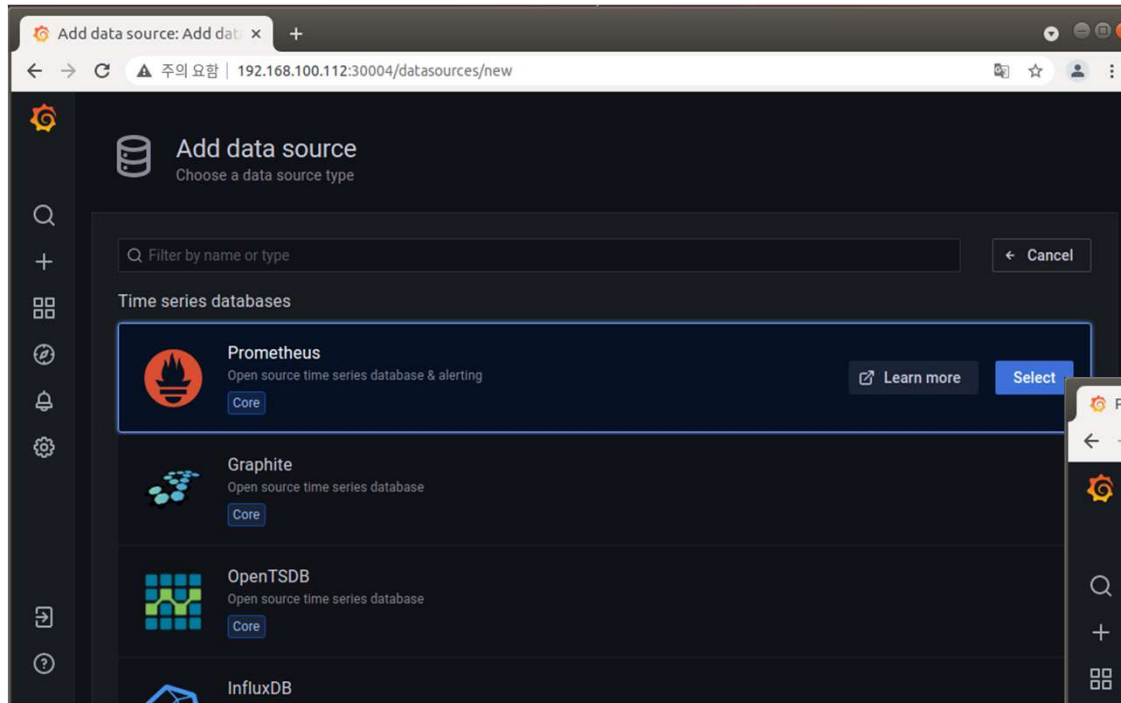 Add data source: Add dat
주의 요함 | 192.168.100.112:30004/datasources/new
Add data source
Choose a data source type
Filter by name or type
Cancel
Time series databases
Prometheus
Open source time series database & alerting
Core
Learn more
Select
Graphite
Open source time series database
Core
OpenTSDB
Open source time series database
Core
InfluxDB
P